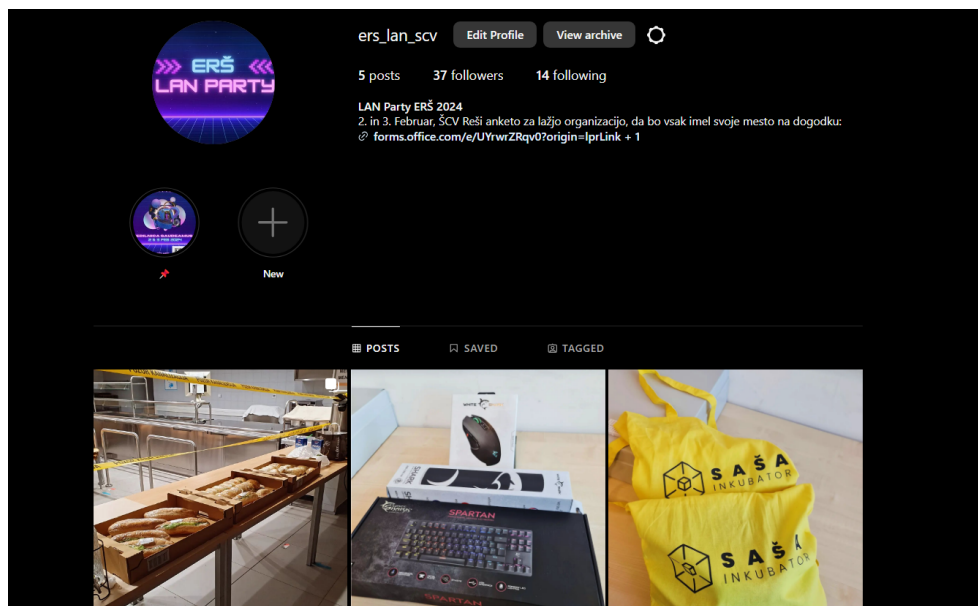 ers_lan_scv Edit Profile View archive
5 posts 37 followers 14 following
LAN Party ERŠ 2024
2. in 3. Februar, ŠCV Reši anketo za lažjo organizacijo, da bo vsak imel svoje mesto na dogodku:
forms.office.com/e/UYrwrZRqv0?origin=lprLink + 1
ERŠ
LAN PARTY
New
POSTS SAVED TAGGED
WHITE
SPARTAN
SPARTAN
SAŠA
INKUBATOR
SAŠA
INKUBATOR